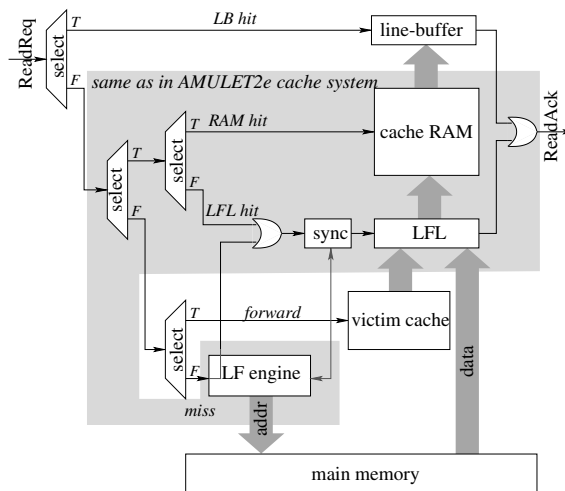 LB hit
line-buffer
T
ReadReq
select
F
same as in AMULET2e cache system
ReadAck
RAM hit
cache RAM
T
T
select
select
F
F
LFL hit
sync
LFL
forward
victim cache
T
select
F
LF engine
miss
addr
data
main memory